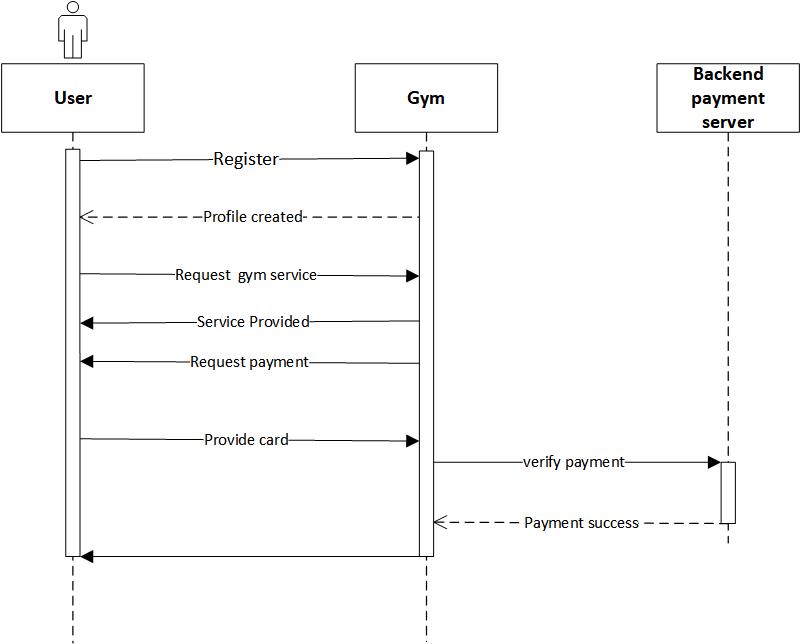 User
Gym
Backend
payment
server
Register
Profile created
Request gym service
Service Provided
Request payment
Provide card
verify payment
Payment success